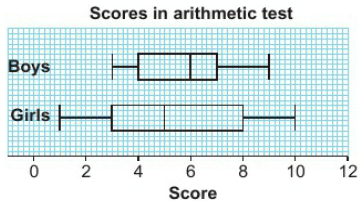 Scores in arithmetic test
Boys
Girls
0 2 4 6 8 10 12
Score